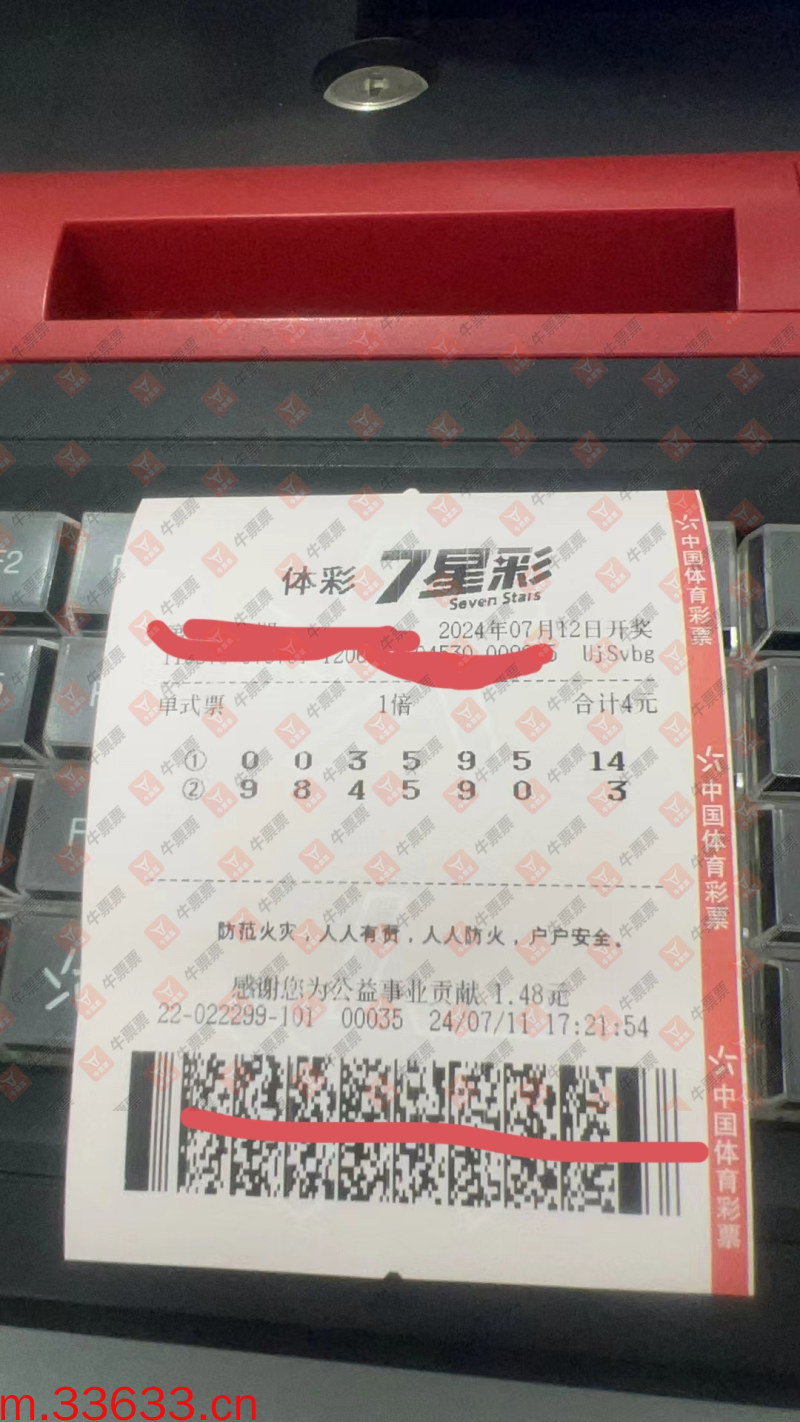 体彩 7星彩
Seven Stars
2024年07月12日开奖
UjSvbg
单式票 1倍 合计4元
① 0 0 3 5 9 5 14
② 9 8 4 5 9 0 3
防范火灾，人人有责，人人防火，户户安全。
感谢您为公益事业贡献 1.48元
22-022299-101 00035 24/07/11 17:21:54
中国体育彩票
中国体育彩票
中国体育彩票
F2
牛票票
m.33633.cn